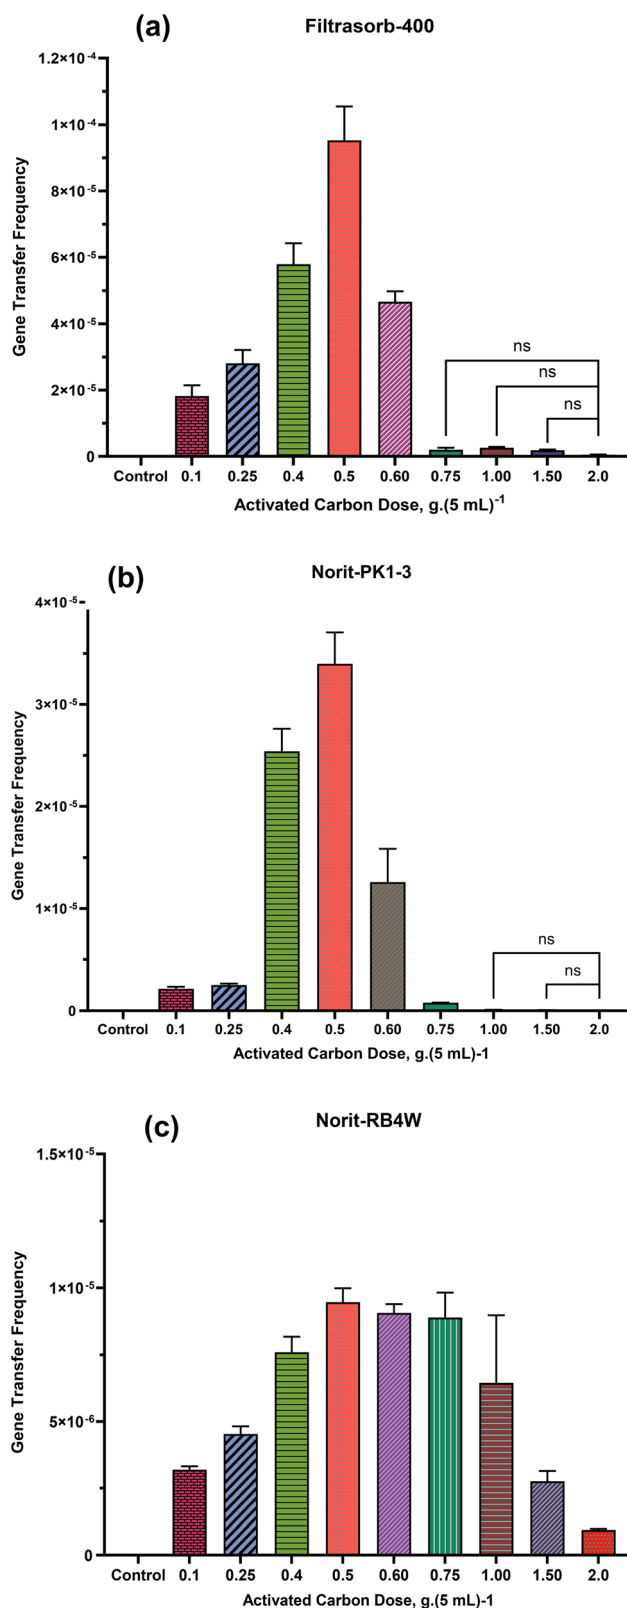 (a) Filtrasorb-400
1.2×10⁻⁴
1×10⁻⁴
8×10⁻⁵
6×10⁻⁵
4×10⁻⁵
2×10⁻⁵
0
Gene Transfer Frequency
ns
ns
ns
Control 0.1 0.25 0.4 0.5 0.60 0.75 1.00 1.50 2.0
Activated Carbon Dose, g.(5 mL)⁻¹
(b) Norit-PK1-3
4×10⁻⁵
3×10⁻⁵
2×10⁻⁵
1×10⁻⁵
0
Gene Transfer Frequency
ns
ns
Control 0.1 0.25 0.4 0.5 0.60 0.75 1.00 1.50 2.0
Activated Carbon Dose, g.(5 mL)-1
(c) Norit-RB4W
1.5×10⁻⁵
1×10⁻⁵
5×10⁻⁶
0
Gene Transfer Frequency
Control 0.1 0.25 0.4 0.5 0.60 0.75 1.00 1.50 2.0
Activated Carbon Dose, g.(5 mL)-1